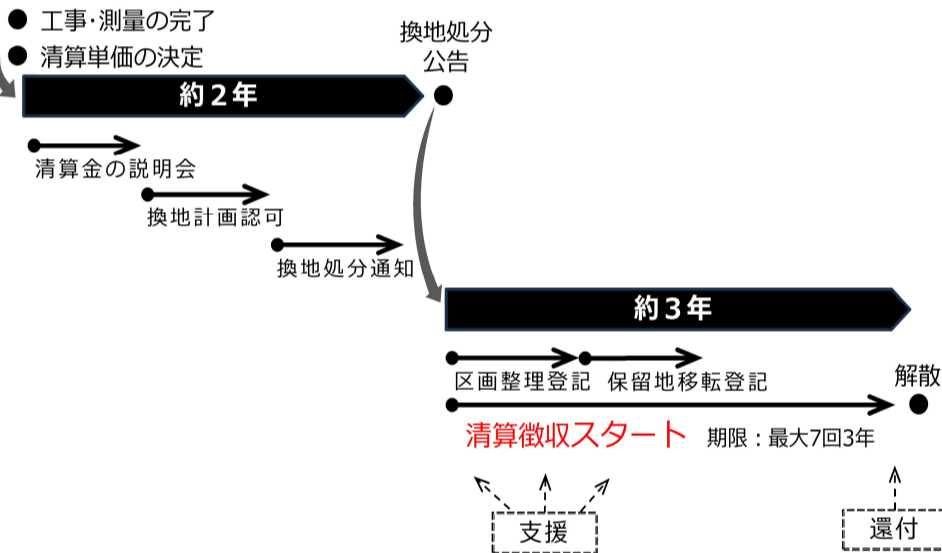 ● 工事・測量の完了
● 清算単価の決定
換地処分
公告
約2年
清算金の説明会
換地計画認可
換地処分通知
約3年
区画整理登記
保留地移転登記
解散
清算徴収スタート
期限：最大7回3年
支援
還付